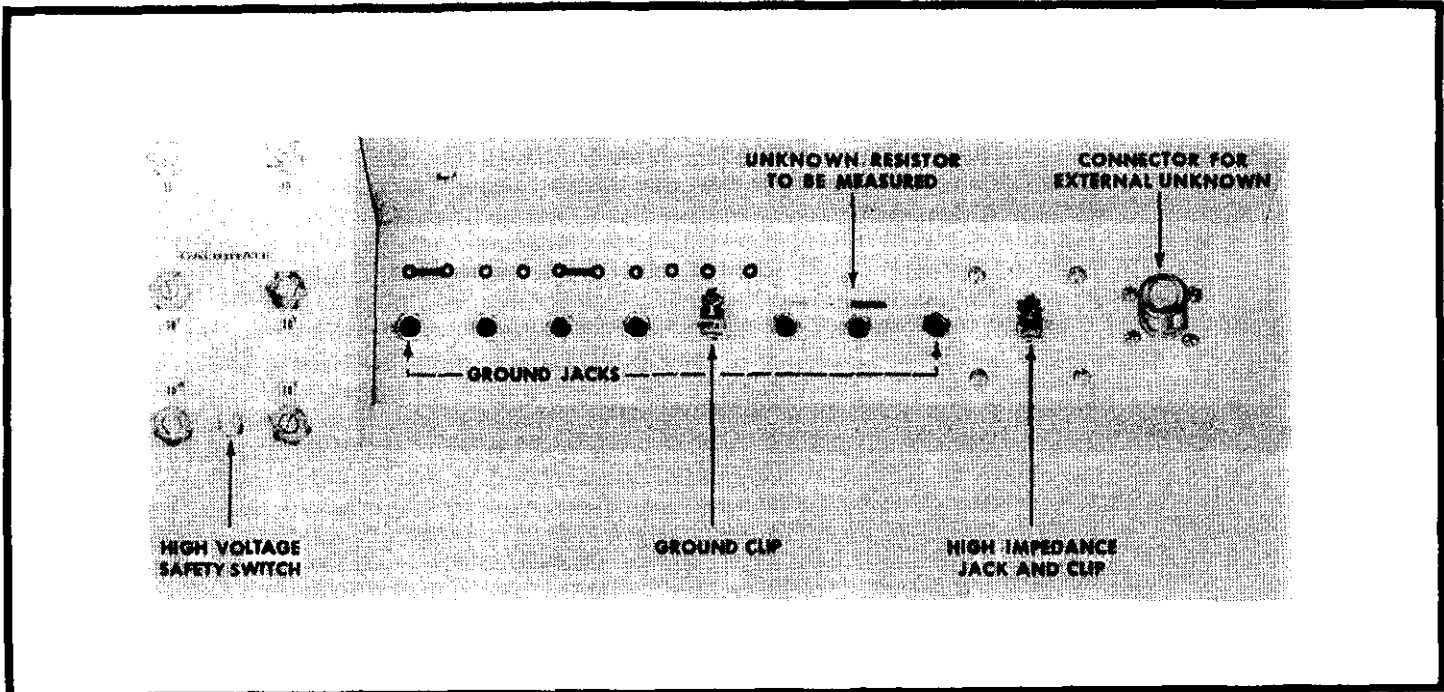 UNKNOWN RESISTOR
TO BE MEASURED
CONNECTOR FOR
EXTERNAL UNKNOWN
CALIBRATE
GROUND JACKS
HIGH VOLTAGE
SAFETY SWITCH
GROUND CLIP
HIGH IMPEDANCE
JACK AND CLIP